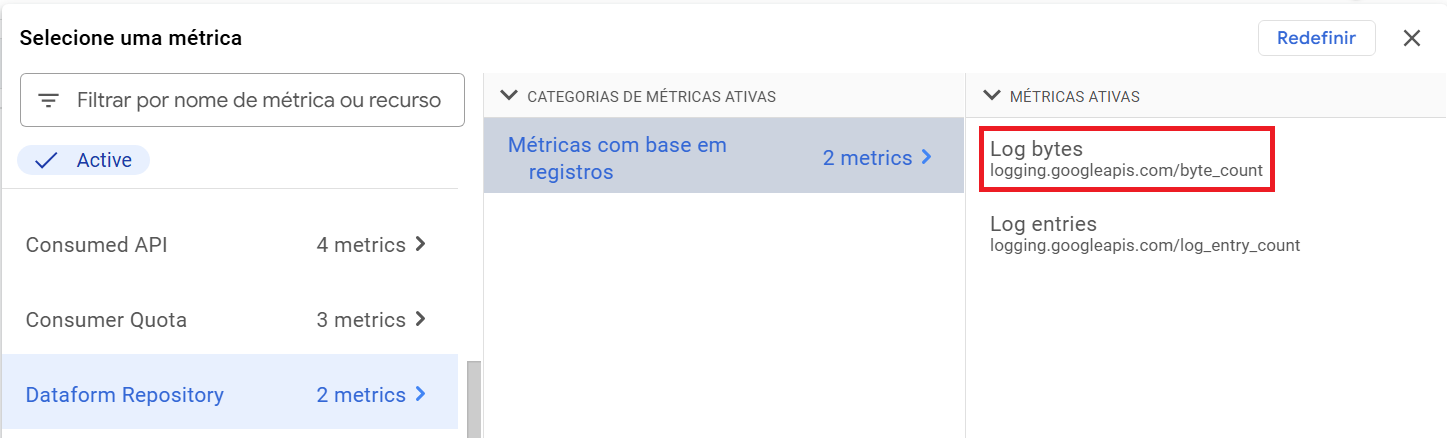 Selecione uma métrica
Redefinir
Filtrar por nome de métrica ou recurso
Active
Consumed API 4 metrics
Consumer Quota 3 metrics
Dataform Repository 2 metrics
CATEGORIAS DE MÉTRICAS ATIVAS
Métricas com base em
registros
2 metrics
MÉTRICAS ATIVAS
Log bytes
logging.googleapis.com/byte_count
Log entries
logging.googleapis.com/log_entry_count